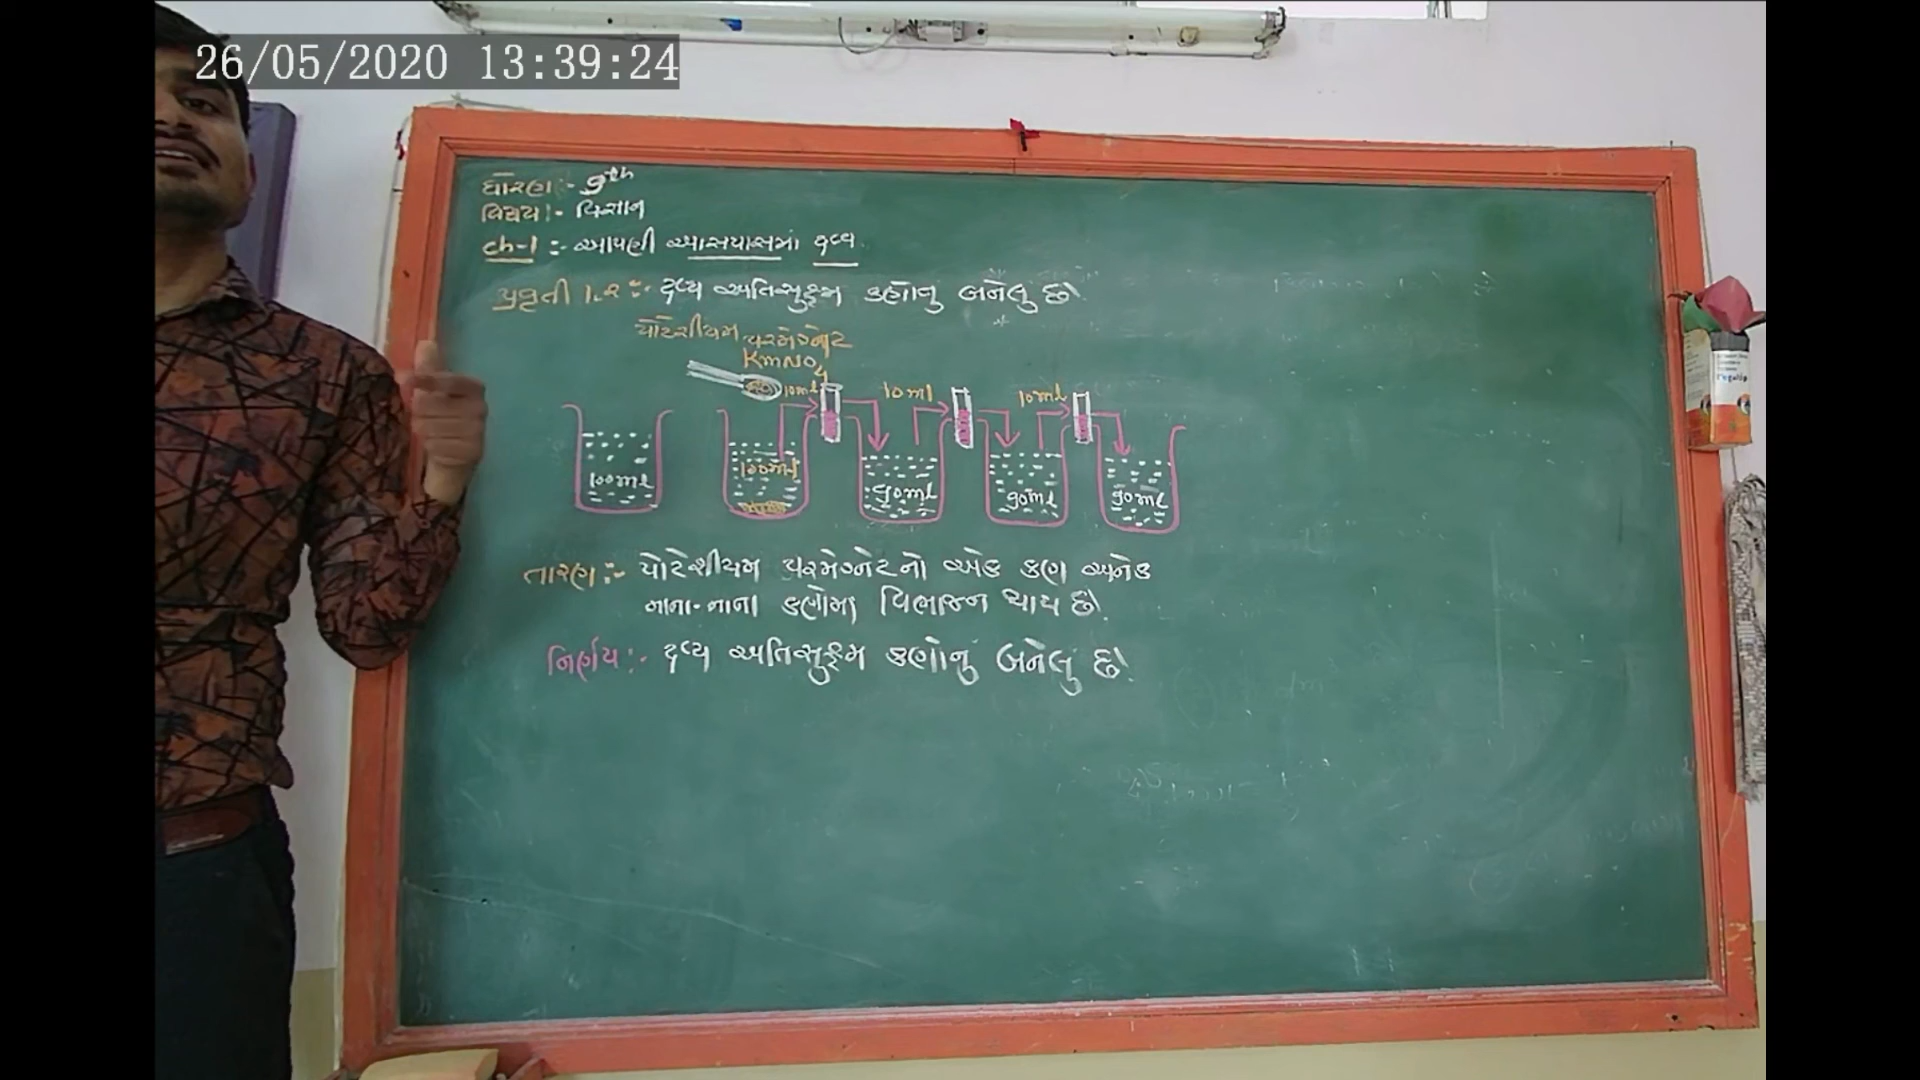 26/05/2020 13:39:24
ધોરણ :- 9th
વિષય :- વિજ્ઞાન
ch-1 :- આપણી આસપાસમાં દ્રવ્ય
પ્રવૃતી 1.2 :- દ્રવ્ય અતિસુક્ષ્મ કણોનું બનેલું છે.
પોટેશીયમ પરમેગ્નેટ
KmNO4
10ml 10ml 10ml
100ml 100ml 90ml 90ml 90ml
તારણ :- પોટેશીયમ પરમેગ્નેટનો એક કણ અનેક
નાના-નાના કણોમાં વિભાજન થાય છે.
નિર્ણય :- દ્રવ્ય અતિસુક્ષ્મ કણોનું બનેલું છે.